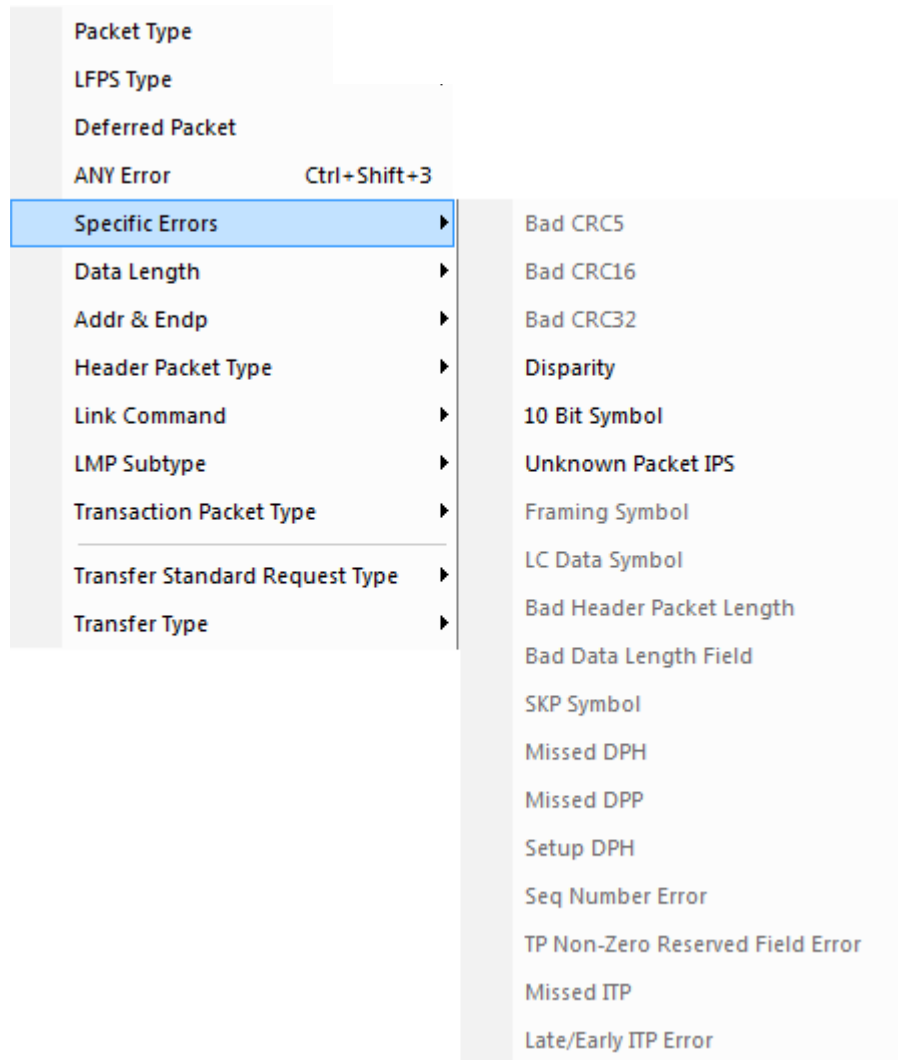 Packet Type
LFPS Type
Deferred Packet
ANY Error Ctrl+Shift+3
Specific Errors
Data Length
Addr & Endp
Header Packet Type
Link Command
LMP Subtype
Transaction Packet Type
Transfer Standard Request Type
Transfer Type
Bad CRC5
Bad CRC16
Bad CRC32
Disparity
10 Bit Symbol
Unknown Packet IPS
Framing Symbol
LC Data Symbol
Bad Header Packet Length
Bad Data Length Field
SKP Symbol
Missed DPH
Missed DPP
Setup DPH
Seq Number Error
TP Non-Zero Reserved Field Error
Missed ITP
Late/Early ITP Error